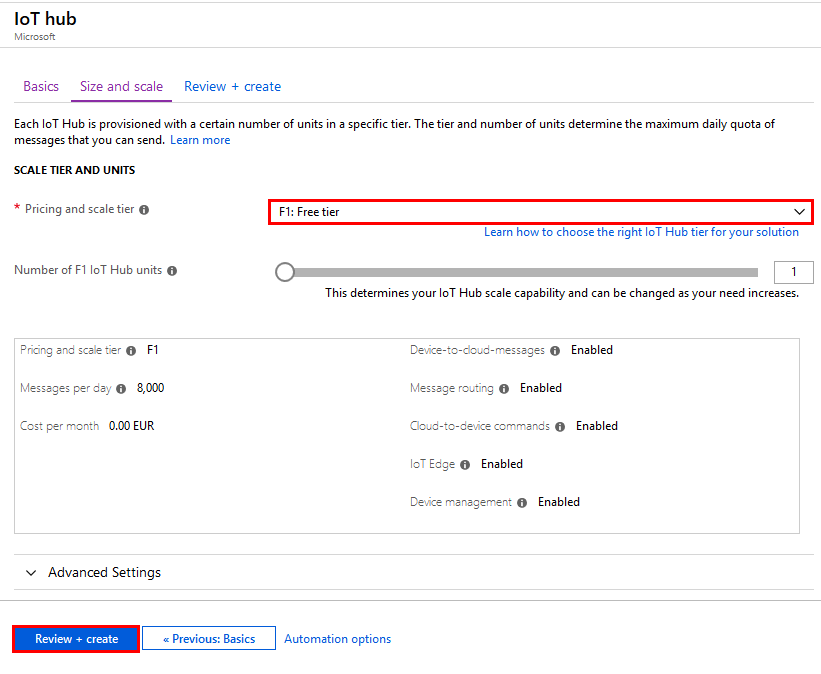 IoT hub
Microsoft
Basics Size and scale Review + create
Each IoT Hub is provisioned with a certain number of units in a specific tier. The tier and number of units determine the maximum daily quota of
messages that you can send. Learn more
SCALE TIER AND UNITS
* Pricing and scale tier F1: Free tier
Learn how to choose the right IoT Hub tier for your solution
Number of F1 IoT Hub units 1
This determines your IoT Hub scale capability and can be changed as your need increases.
Pricing and scale tier F1
Messages per day 8,000
Cost per month 0.00 EUR
Device-to-cloud-messages Enabled
Message routing Enabled
Cloud-to-device commands Enabled
IoT Edge Enabled
Device management Enabled
Advanced Settings
Review + create « Previous: Basics Automation options